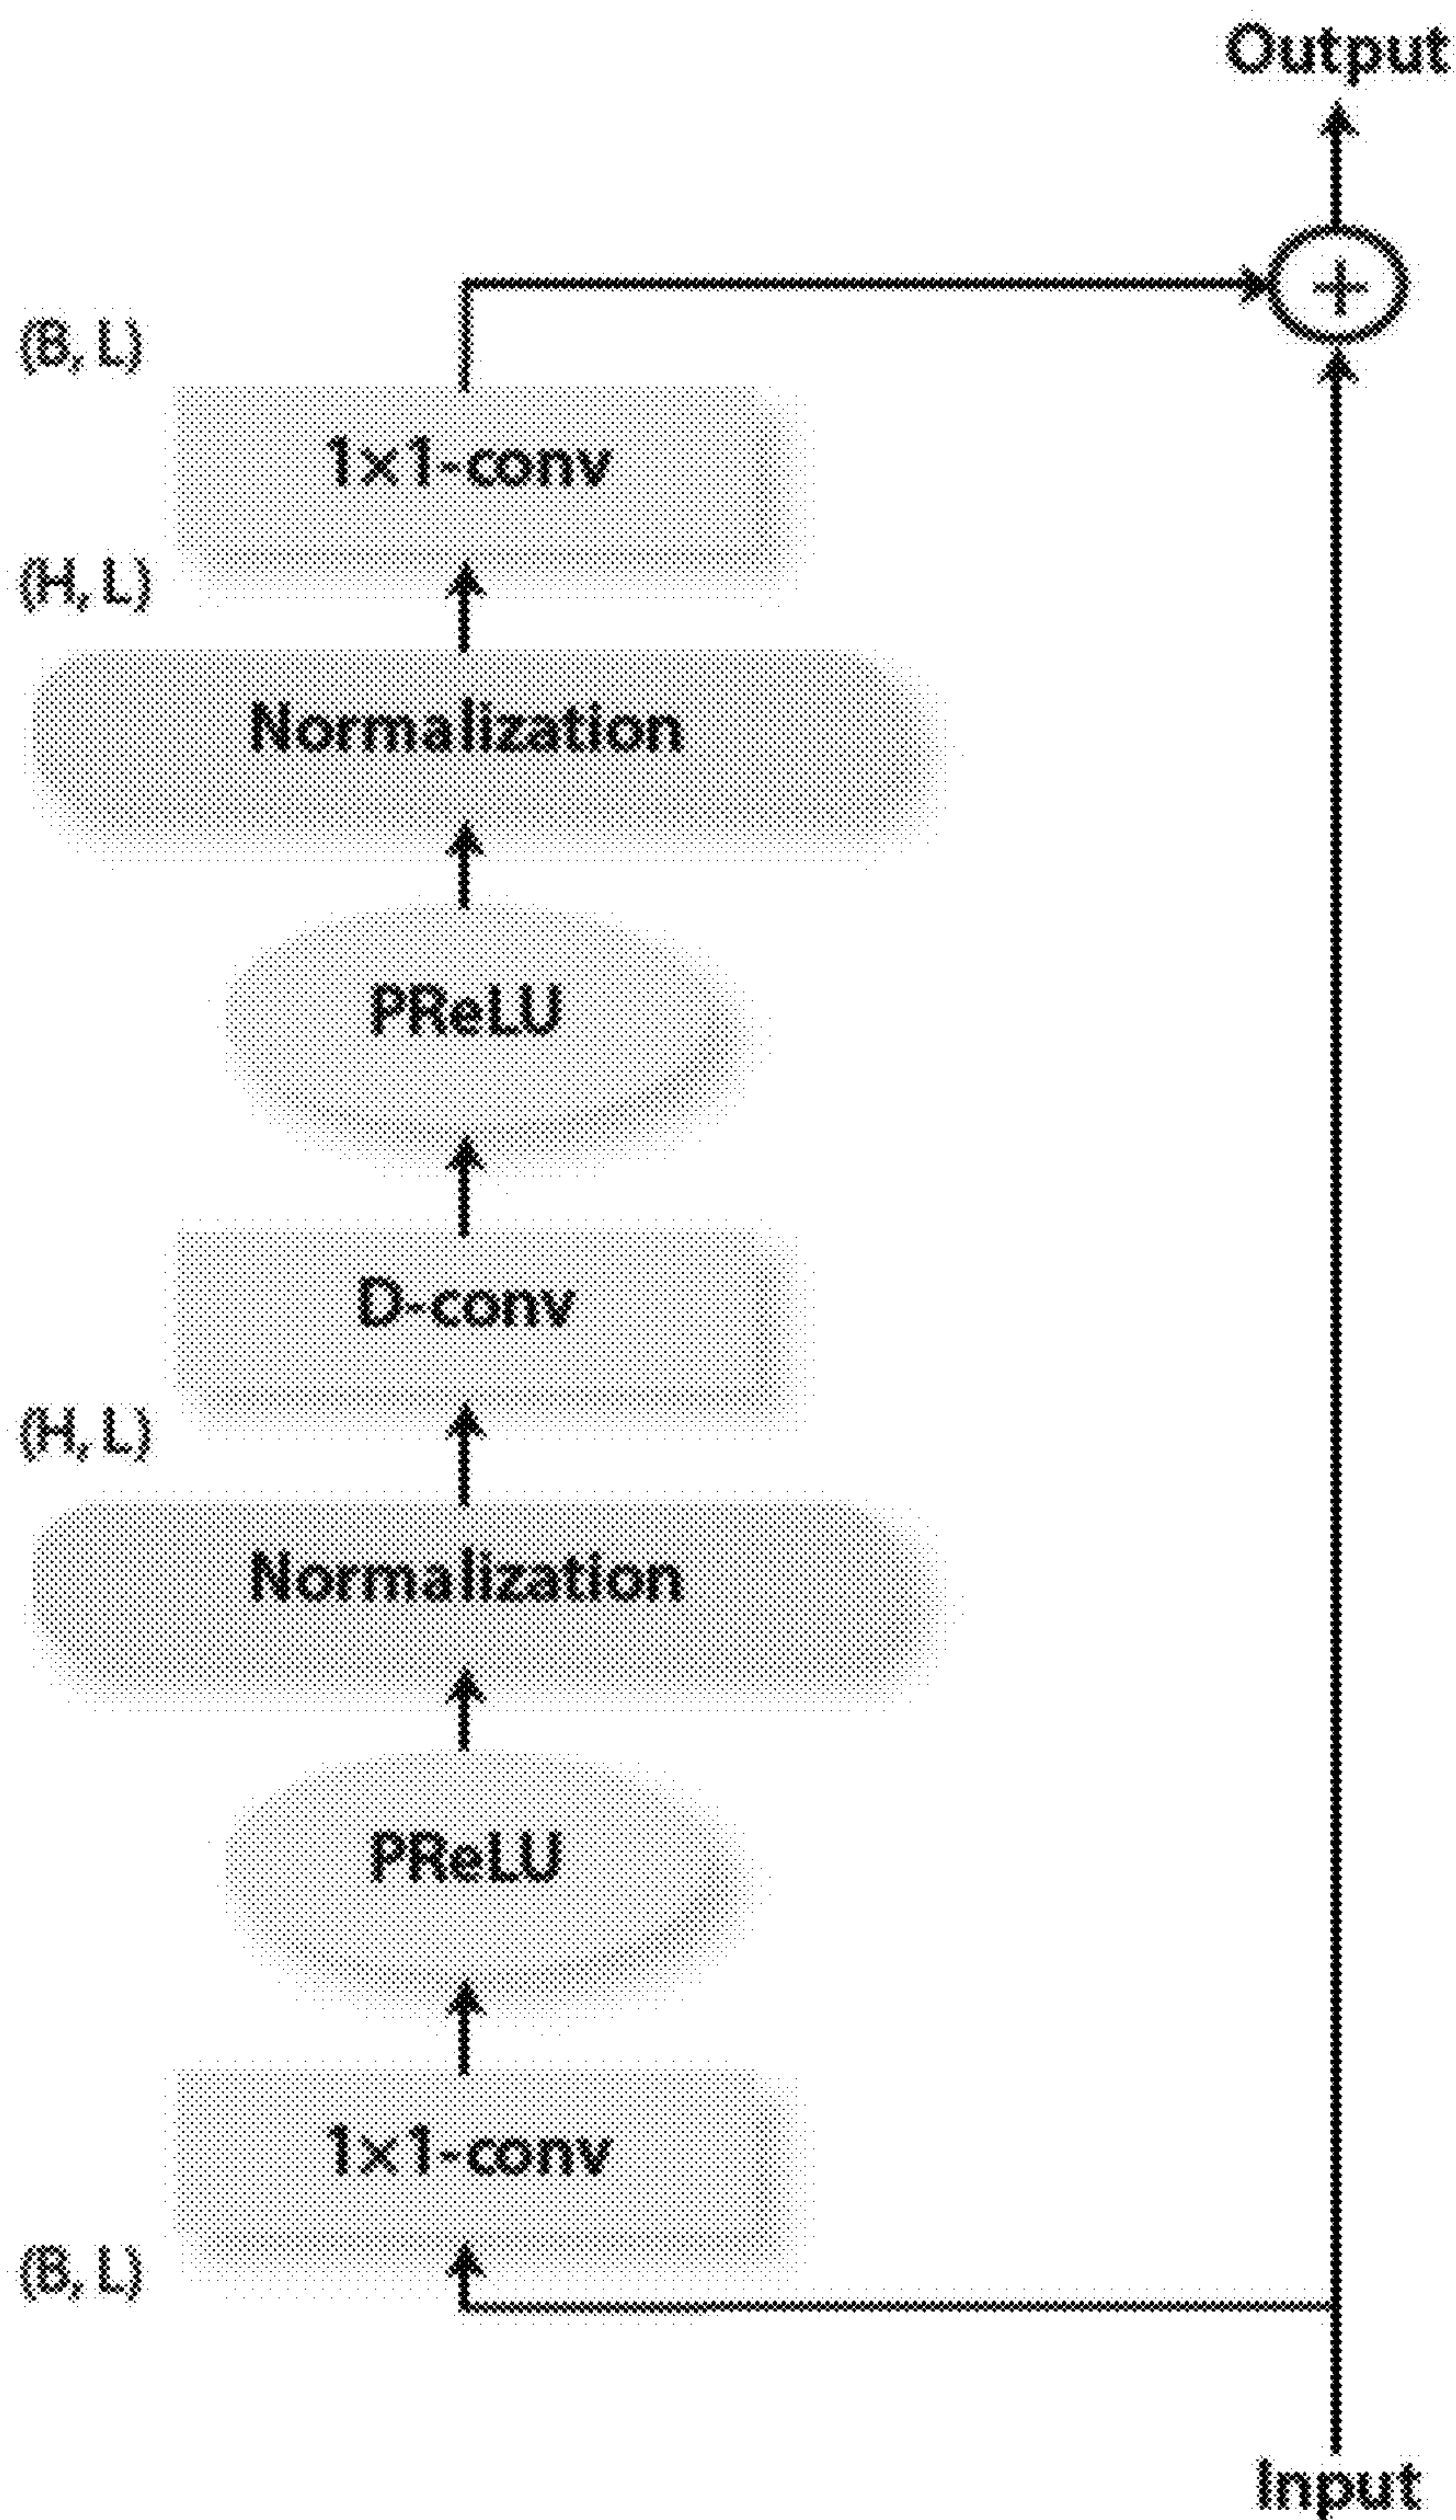 Output
+
(B, L)
1×1-conv
(H, L)
Normalization
PReLU
D-conv
(H, L)
Normalization
PReLU
1×1-conv
(B, L)
Input